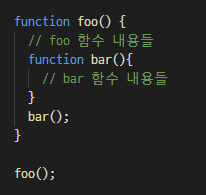 function foo() {
  // foo 함수 내용들
  function bar(){
    // bar 함수 내용들
  }
  bar();
}

foo();